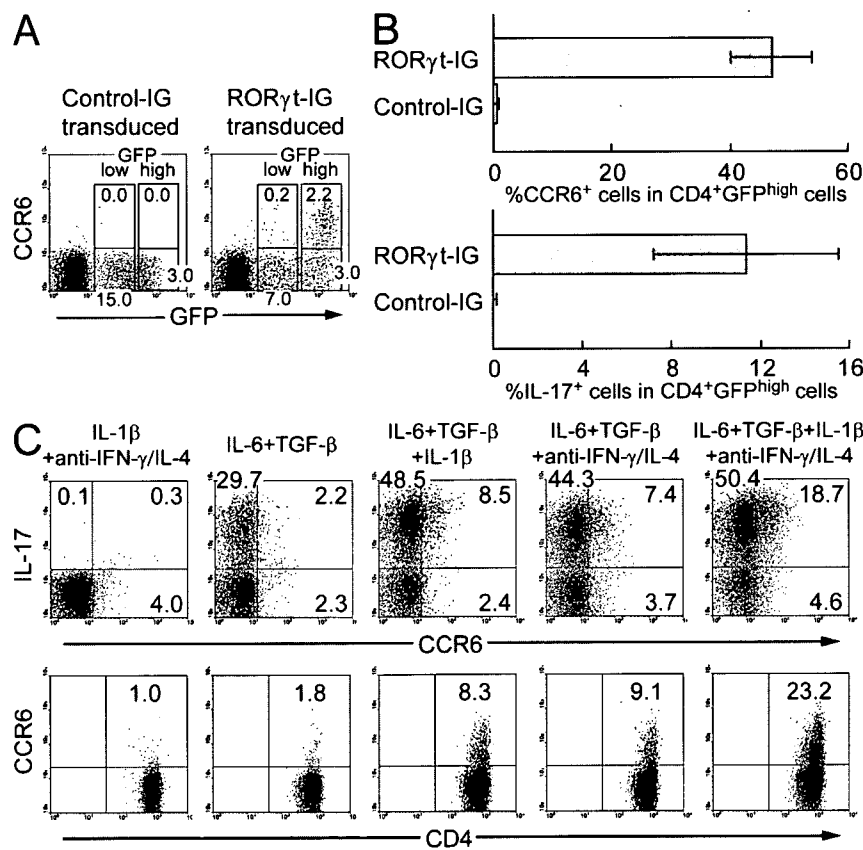 A
Control-IG
transduced
RORγt-IG
transduced
GFP
low high
GFP
low high
0.0 0.0
0.2 2.2
CCR6
3.0
15.0
3.0
7.0
GFP
B
RORγt-IG
Control-IG
0 20 40 60
%CCR6+ cells in CD4+GFPhigh cells
RORγt-IG
Control-IG
0 4 8 12 16
%IL-17+ cells in CD4+GFPhigh cells
C
IL-1β
+anti-IFN-γ/IL-4
IL-6+TGF-β
IL-6+TGF-β
+IL-1β
IL-6+TGF-β
+anti-IFN-γ/IL-4
IL-6+TGF-β+IL-1β
+anti-IFN-γ/IL-4
IL-17
0.1 0.3
4.0
29.7 2.2
2.3
48.5 8.5
2.4
44.3 7.4
3.7
50.4 18.7
4.6
CCR6
CCR6
1.0
1.8
8.3
9.1
23.2
CD4